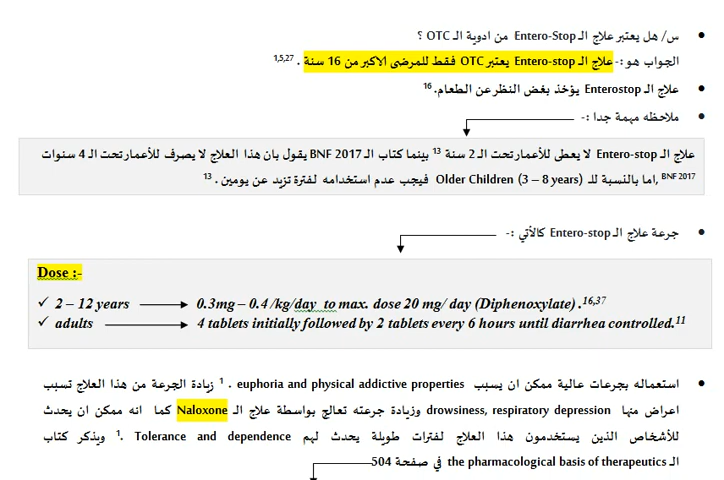 س/ هل يعتبر علاج الـ Entero-Stop من ادوية الـ OTC ؟
الجواب هو :- علاج الـ Entero-stop يعتبر OTC فقط للمرضى الاكبر من 16 سنة . 1,5,27
علاج الـ Enterostop يؤخذ بغض النظر عن الطعام. 16
ملاحظه مهمة جدا :-
علاج الـ Entero-stop لا يعطى للأعمار تحت الـ 2 سنة 13 بينما كتاب الـ BNF 2017 يقول بان هذا العلاج لا يصرف للأعمار تحت الـ 4 سنوات
BNF 2017 ,اما بالنسبة للـ Older Children (3 – 8 years) فيجب عدم استخدامه لفترة تزيد عن يومين . 13
جرعة علاج الـ Entero-stop كالأتي :-
Dose :-
✓ 2 – 12 years → 0.3mg – 0.4 /kg/day to max. dose 20 mg/ day (Diphenoxylate) .16,37
✓ adults → 4 tablets initially followed by 2 tablets every 6 hours until diarrhea controlled.11
استعماله بجرعات عالية ممكن ان يسبب euphoria and physical addictive properties . 1 زيادة الجرعة من هذا العلاج تسبب
اعراض منها drowsiness, respiratory depression وزيادة جرعته تعالج بواسطة علاج الـ Naloxone كما انه ممكن ان يحدث
للأشخاص الذين يستخدمون هذا العلاج لفترات طويلة يحدث لهم Tolerance and dependence .1 ويذكر كتاب
الـ the pharmacological basis of therapeutics في صفحة 504